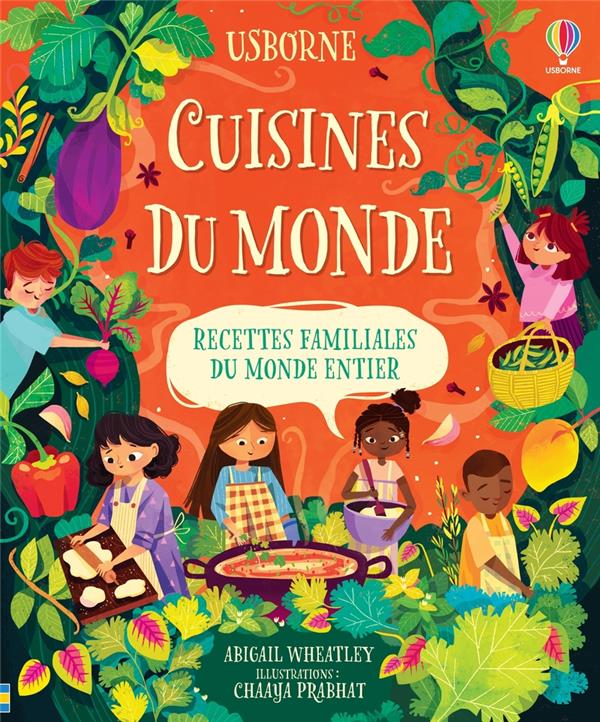 USBORNE
USBORNE
CUISINES
DU MONDE
RECETTES FAMILIALES
DU MONDE ENTIER
ABIGAIL WHEATLEY
ILLUSTRATIONS :
CHAAYA PRABHAT